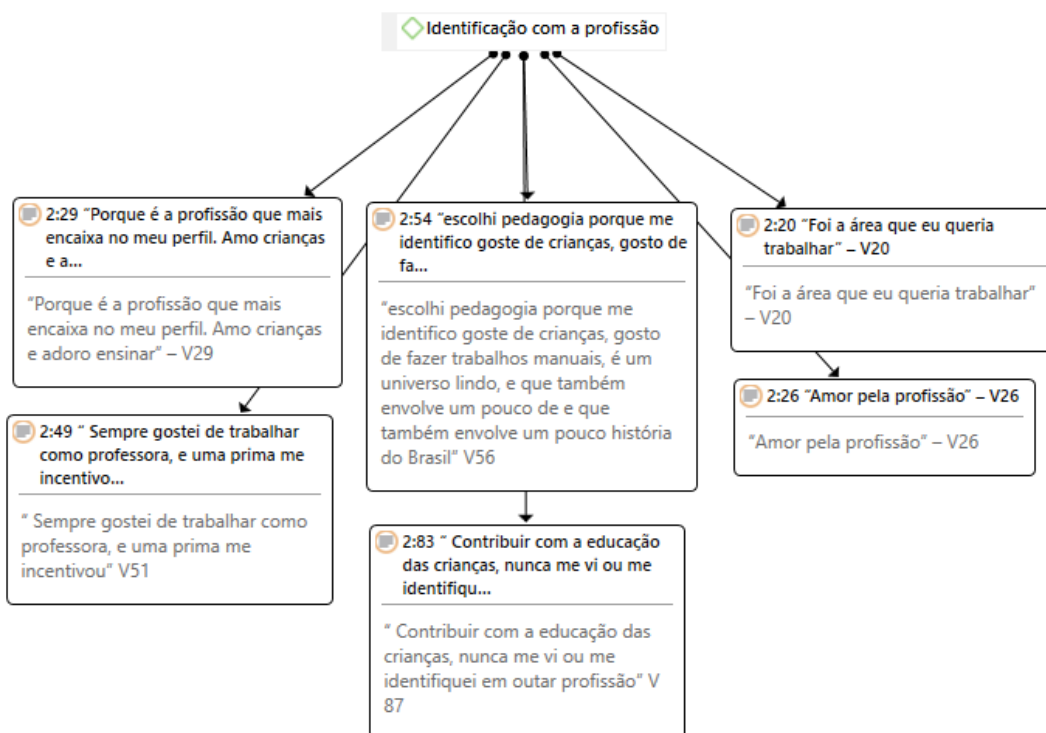 Identificação com a profissão
2:29 “Porque é a profissão que mais
encaixa no meu perfil. Amo crianças
e a...
“Porque é a profissão que mais
encaixa no meu perfil. Amo crianças
e adoro ensinar” – V29
2:54 “escolhi pedagogia porque me
identifico goste de crianças, gosto de
fa...
“escolhi pedagogia porque me
identifico goste de crianças, gosto
de fazer trabalhos manuais, é um
universo lindo, e que também
envolve um pouco de e que
também envolve um pouco história
do Brasil” V56
2:20 “Foi a área que eu queria
trabalhar” – V20
“Foi a área que eu queria trabalhar”
– V20
2:26 “Amor pela profissão” – V26
“Amor pela profissão” – V26
2:49 “ Sempre gostei de trabalhar
como professora, e uma prima me
incentivo...
“ Sempre gostei de trabalhar como
professora, e uma prima me
incentivou” V51
2:83 “ Contribuir com a educação
das crianças, nunca me vi ou me
identifiqu...
“ Contribuir com a educação das
crianças, nunca me vi ou me
identifiquei em outar profissão” V
87